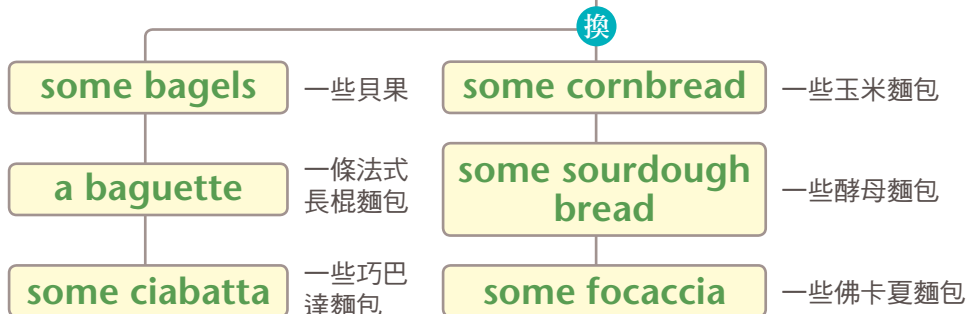 換
some bagels
一些貝果
some cornbread
一些玉米麵包
a baguette
一條法式
長棍麵包
some sourdough
bread
一些酵母麵包
some ciabatta
一些巧巴
達麵包
some focaccia
一些佛卡夏麵包